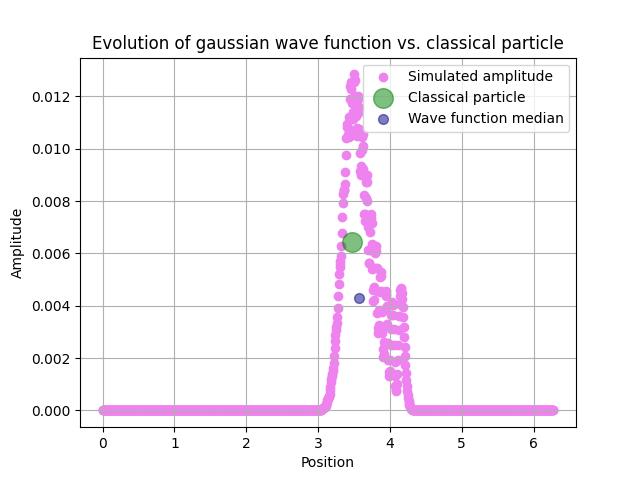 Evolution of gaussian wave function vs. classical particle
Simulated amplitude
Classical particle
Wave function median
0.012
0.010
0.008
0.006
0.004
0.002
0.000
Amplitude
0 1 2 3 4 5 6
Position